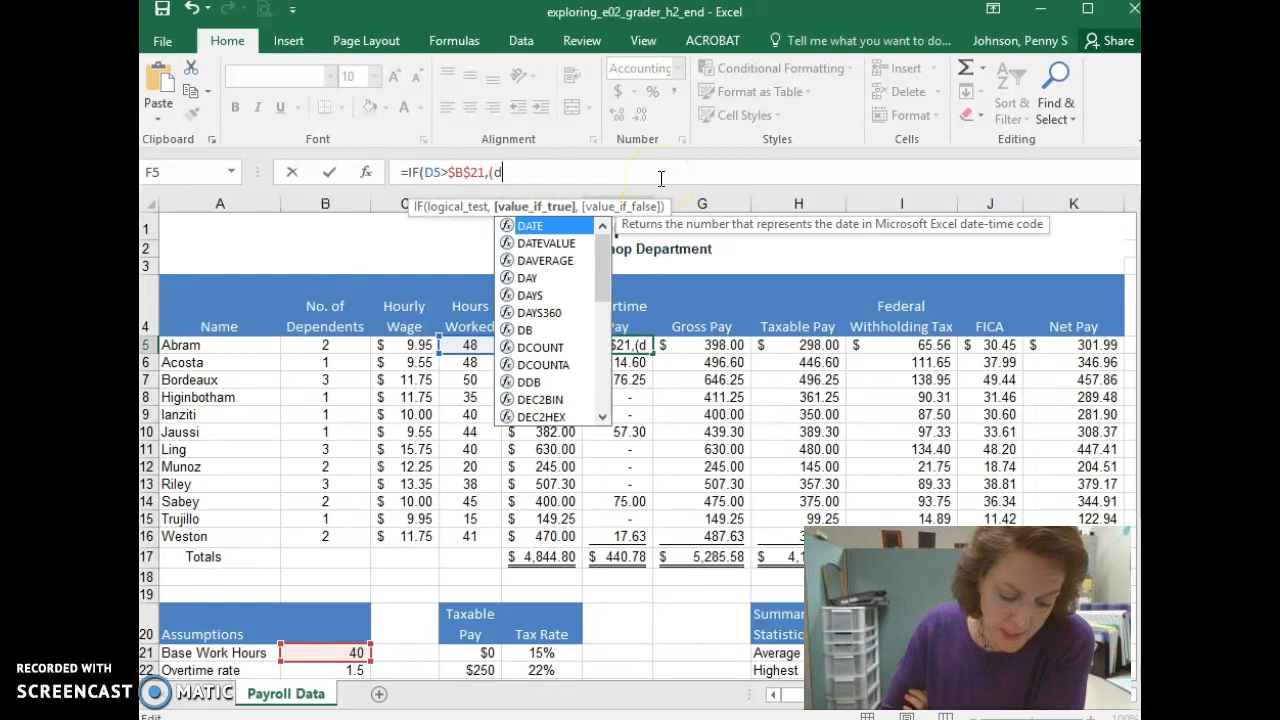 exploring_e02_grader_h2_end - Excel
File Home Insert Page Layout Formulas Data Review View ACROBAT Tell me what you want to do... Johnson, Penny S Share
Paste 10 A A Accounting Conditional Formatting Insert
B I U A $ % , Format as Table Delete Sort & Find &
Cell Styles Format Filter Select
Clipboard Font Alignment Number Styles Cells Editing
F5 fx =IF(D5>$B$21,(d
IF(logical_test, [value_if_true], [value_if_false])
A B C G H I J K
DATE Returns the number that represents the date in Microsoft Excel date-time code
DATEVALUE
DAVERAGE
DAY
DAYS
DAYS360
DB
DCOUNT
DCOUNTA
DDB
DEC2BIN
DEC2HEX
1
2 hop Department
3
No. of Hourly Hours rtime Federal
4 Name Dependents Wage Worked Pay Gross Pay Taxable Pay Withholding Tax FICA Net Pay
5 Abram 2 $ 9.95 48 $21,(d $ 398.00 $ 298.00 $ 65.56 $ 30.45 $ 301.99
6 Acosta 1 $ 9.55 48 14.60 496.60 446.60 111.65 37.99 346.96
7 Bordeaux 3 $ 11.75 50 76.25 646.25 496.25 138.95 49.44 457.86
8 Higinbotham 1 $ 11.75 35 - 411.25 361.25 90.31 31.46 289.48
9 Ianziti 1 $ 10.00 40 - 400.00 350.00 87.50 30.60 281.90
10 Jaussi 1 $ 9.55 44 $ 382.00 57.30 439.30 389.30 97.33 33.61 308.37
11 Ling 3 $ 15.75 40 $ 630.00 - 630.00 480.00 134.40 48.20 447.41
12 Munoz 2 $ 12.25 20 $ 245.00 - 245.00 145.00 21.75 18.74 204.51
13 Riley 3 $ 13.35 38 $ 507.30 - 507.30 357.30 89.33 38.81 379.17
14 Sabey 2 $ 10.00 45 $ 400.00 75.00 475.00 375.00 93.75 36.34 344.91
15 Trujillo 1 $ 9.95 15 $ 149.25 - 149.25 99.25 14.89 11.42 122.94
16 Weston 2 $ 11.75 41 $ 470.00 17.63 487.63
17 Totals $ 4,844.80 $ 440.78 $ 5,285.58 $
18
19
Taxable Summ
20 Assumptions Pay Tax Rate Statistic
21 Base Work Hours 40 $0 15% Average
22 Overtime rate 1.5 $250 22% Highest
Payroll Data
RECORDED WITH
SCREENCAST MATIC